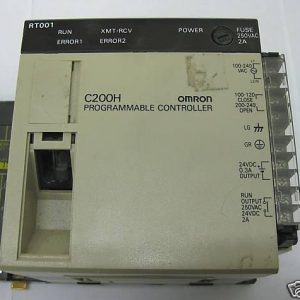 RT001
RUN XMT-RCV POWER
ERROR1 ERROR2
FUSE
250VAC
2A
100-240
VAC
C200H OMRON
PROGRAMMABLE CONTROLLER
100-120
CLOSE
200-240
OPEN
LG
GR
24VDC
0.3A
OUTPUT
RUN
OUTPUT
250VAC
24VDC
2A